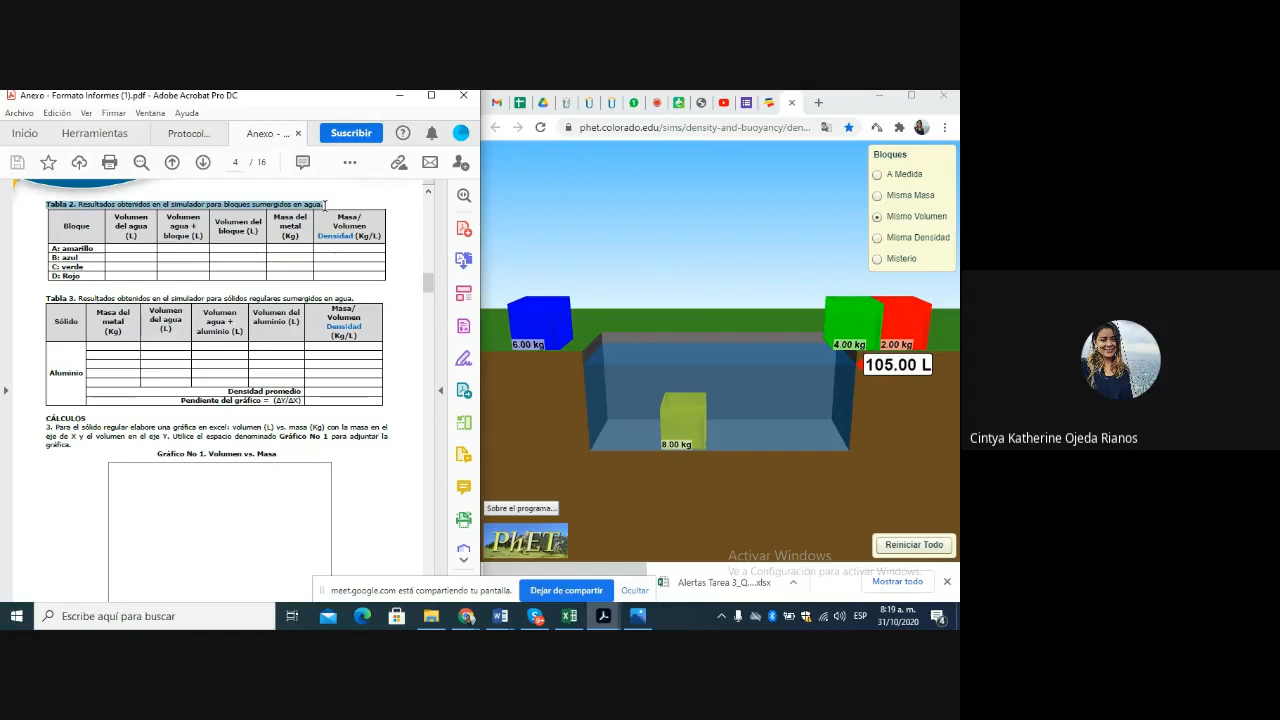 Anexo - Formato Informes (1).pdf - Adobe Acrobat Pro DC
Archivo Edición Ver Firmar Ventana Ayuda
Inicio Herramientas Protocol... Anexo - ... × Suscribir
4 / 16
Tabla 2. Resultados obtenidos en el simulador para bloques sumergidos en agua.
Bloque Volumen del agua (L) Volumen agua + bloque (L) Volumen del bloque (L) Masa del metal (Kg) Masa/ Volumen Densidad (Kg/L)
A: amarillo
B: azul
C: verde
D: Rojo
Tabla 3. Resultados obtenidos en el simulador para sólidos regulares sumergidos en agua.
Sólido Masa del metal (Kg) Volumen del agua (L) Volumen agua + aluminio (L) Volumen del aluminio (L) Masa/ Volumen Densidad (Kg/L)
Aluminio
Densidad promedio
Pendiente del gráfico = (ΔY/ΔX)
CÁLCULOS
3. Para el sólido regular elabore una gráfica en excel: volumen (L) vs. masa (Kg) con la masa en el
eje de X y el volumen en el eje Y. Utilice el espacio denominado Gráfico No 1 para adjuntar la
gráfica.
Gráfico No 1. Volumen vs. Masa
phet.colorado.edu/sims/density-and-buoyancy/den...
Bloques
A Medida
Misma Masa
Mismo Volumen
Misma Densidad
Misterio
6.00 kg
4.00 kg
2.00 kg
105.00 L
8.00 kg
Sobre el programa...
PhET
Reiniciar Todo
Activar Windows
Ve a Configuración para activar Windows.
meet.google.com está compartiendo tu pantalla. Dejar de compartir Ocultar
Alertas Tarea 3_Q....xlsx
Mostrar todo
Escribe aquí para buscar
ESP
8:19 a. m.
31/10/2020
4
Cintya Katherine Ojeda Rianos